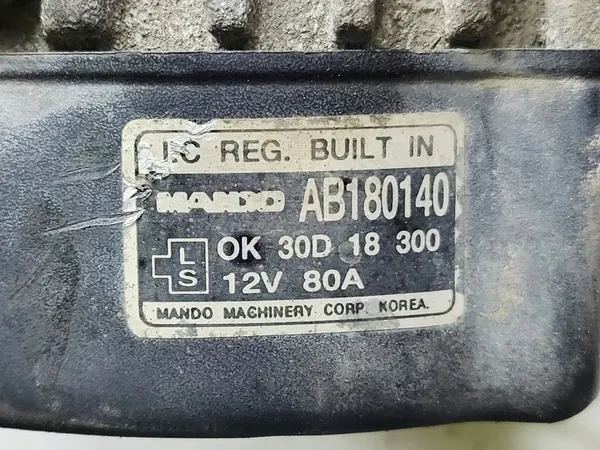 I.C REG. BUILT IN
MANDO AB180140
L OK 30D 18 300
S 12V 80A
MANDO MACHINERY CORP. KOREA.